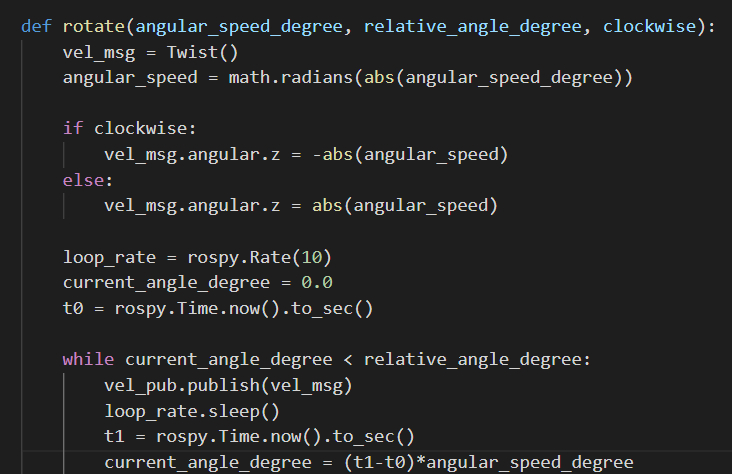 def rotate(angular_speed_degree, relative_angle_degree, clockwise):
    vel_msg = Twist()
    angular_speed = math.radians(abs(angular_speed_degree))

    if clockwise:
        vel_msg.angular.z = -abs(angular_speed)
    else:
        vel_msg.angular.z = abs(angular_speed)

    loop_rate = rospy.Rate(10)
    current_angle_degree = 0.0
    t0 = rospy.Time.now().to_sec()

    while current_angle_degree < relative_angle_degree:
        vel_pub.publish(vel_msg)
        loop_rate.sleep()
        t1 = rospy.Time.now().to_sec()
        current_angle_degree = (t1-t0)*angular_speed_degree